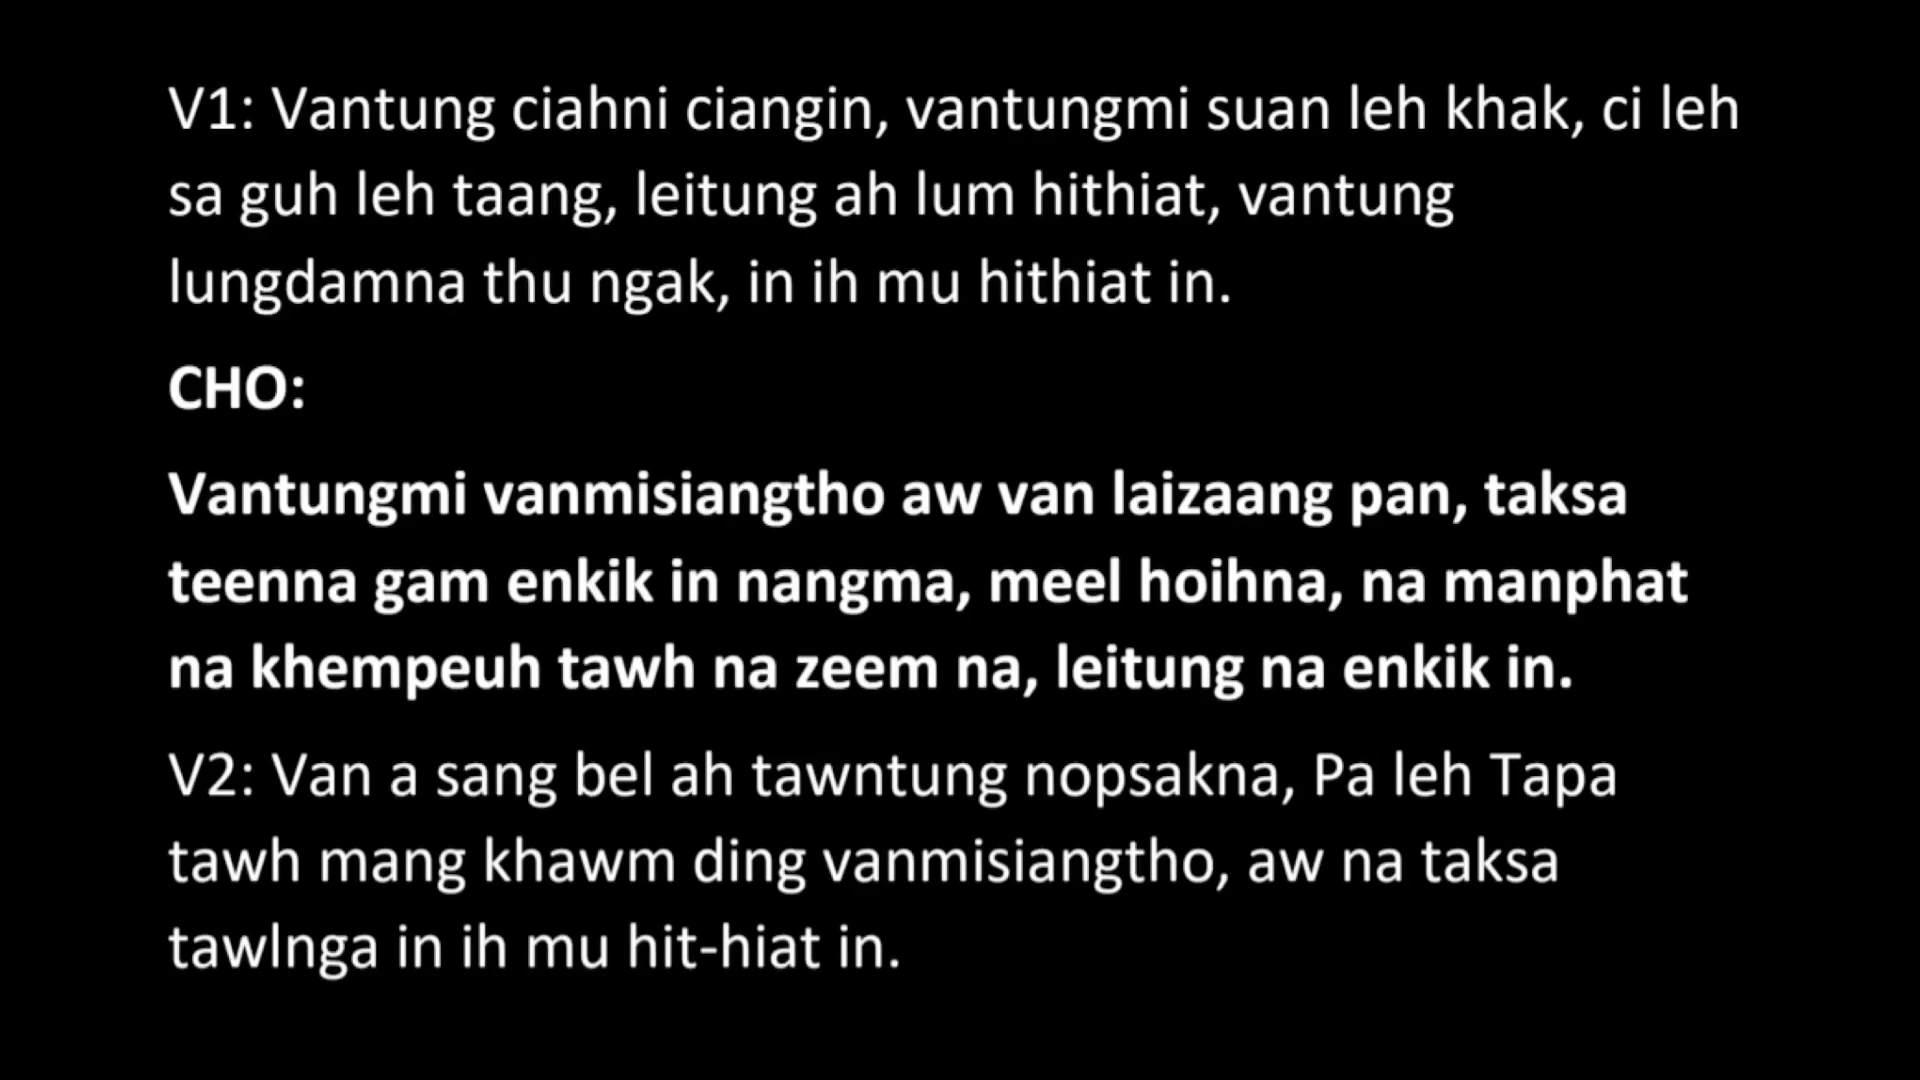 V1: Vantung ciahni ciangin, vantungmi suan leh khak, ci leh
sa guh leh taang, leitung ah lum hithiat, vantung
lungdamna thu ngak, in ih mu hithiat in.
CHO:
Vantungmi vanmisiangtho aw van laizaang pan, taksa
teenna gam enkik in nangma, meel hoihna, na manphat
na khempeuh tawh na zeem na, leitung na enkik in.
V2: Van a sang bel ah tawntung nopsakna, Pa leh Tapa
tawh mang khawm ding vanmisiangtho, aw na taksa
tawlnga in ih mu hit-hiat in.